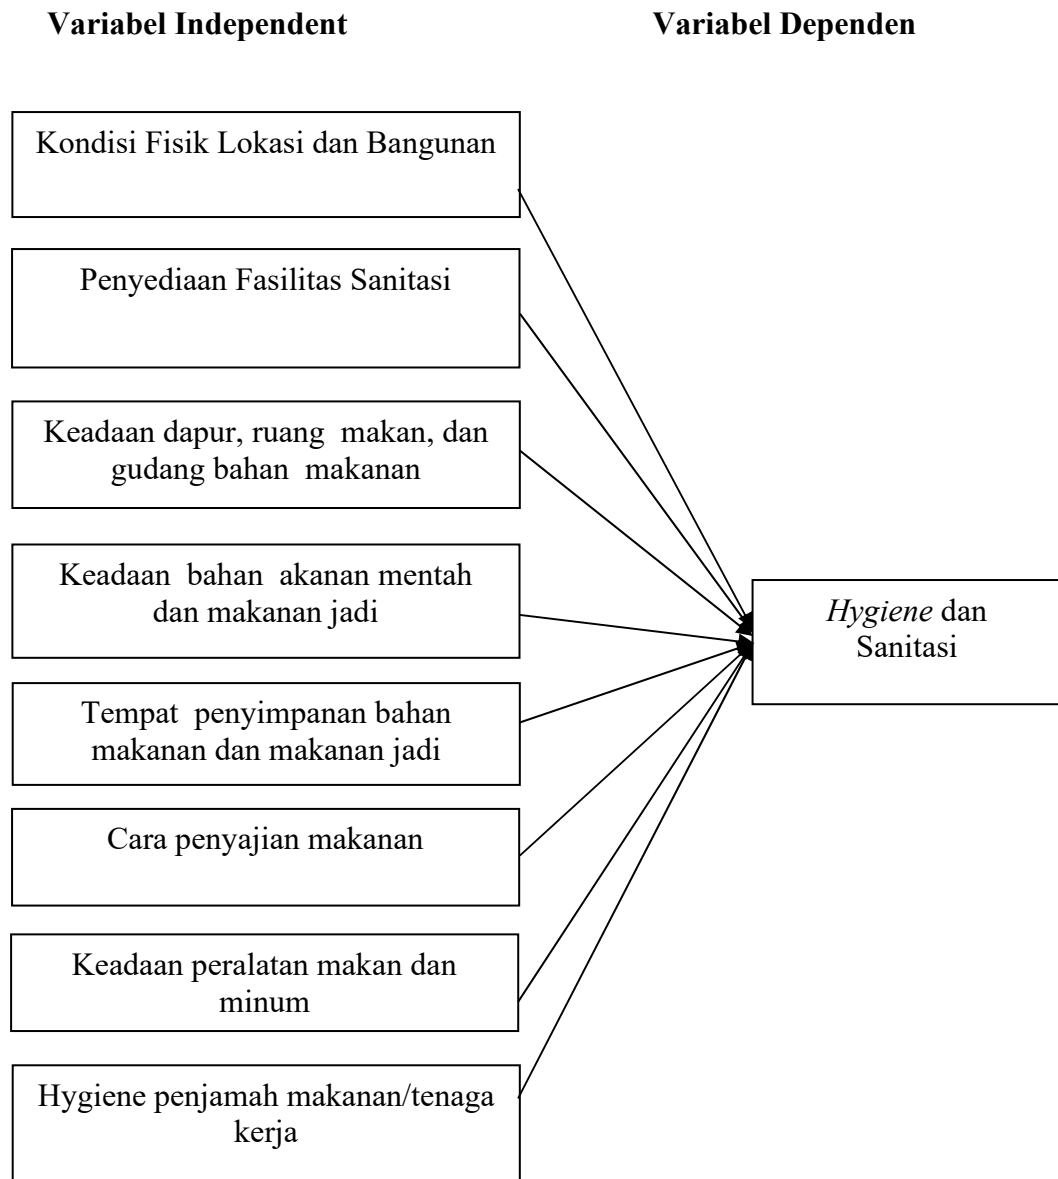 Variabel Independent
Variabel Dependen
Kondisi Fisik Lokasi dan Bangunan
Penyediaan Fasilitas Sanitasi
Keadaan dapur, ruang  makan, dan
gudang bahan  makanan
Keadaan  bahan  akanan mentah
dan makanan jadi
Tempat  penyimpanan bahan
makanan dan makanan jadi
Cara penyajian makanan
Keadaan peralatan makan dan
minum
Hygiene penjamah makanan/tenaga
kerja
Hygiene dan
Sanitasi